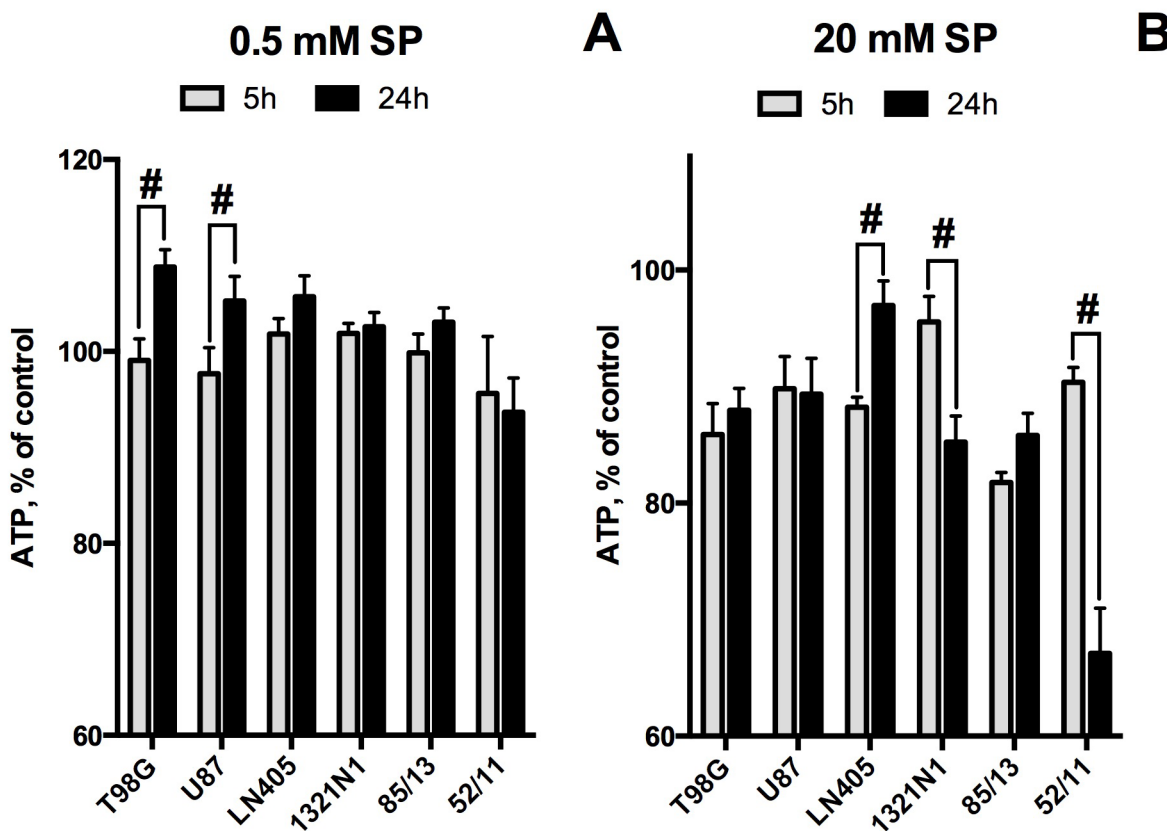 0.5 mM SP
A
5h
24h
#
#
120
100
80
60
ATP, % of control
T98G
U87
LN405
1321N1
85/13
52/11
20 mM SP
B
5h
24h
#
#
#
100
80
60
ATP, % of control
T98G
U87
LN405
1321N1
85/13
52/11